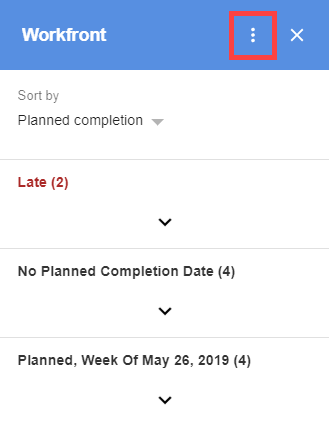 Workfront
Sort by
Planned completion
Late (2)
No Planned Completion Date (4)
Planned, Week Of May 26, 2019 (4)